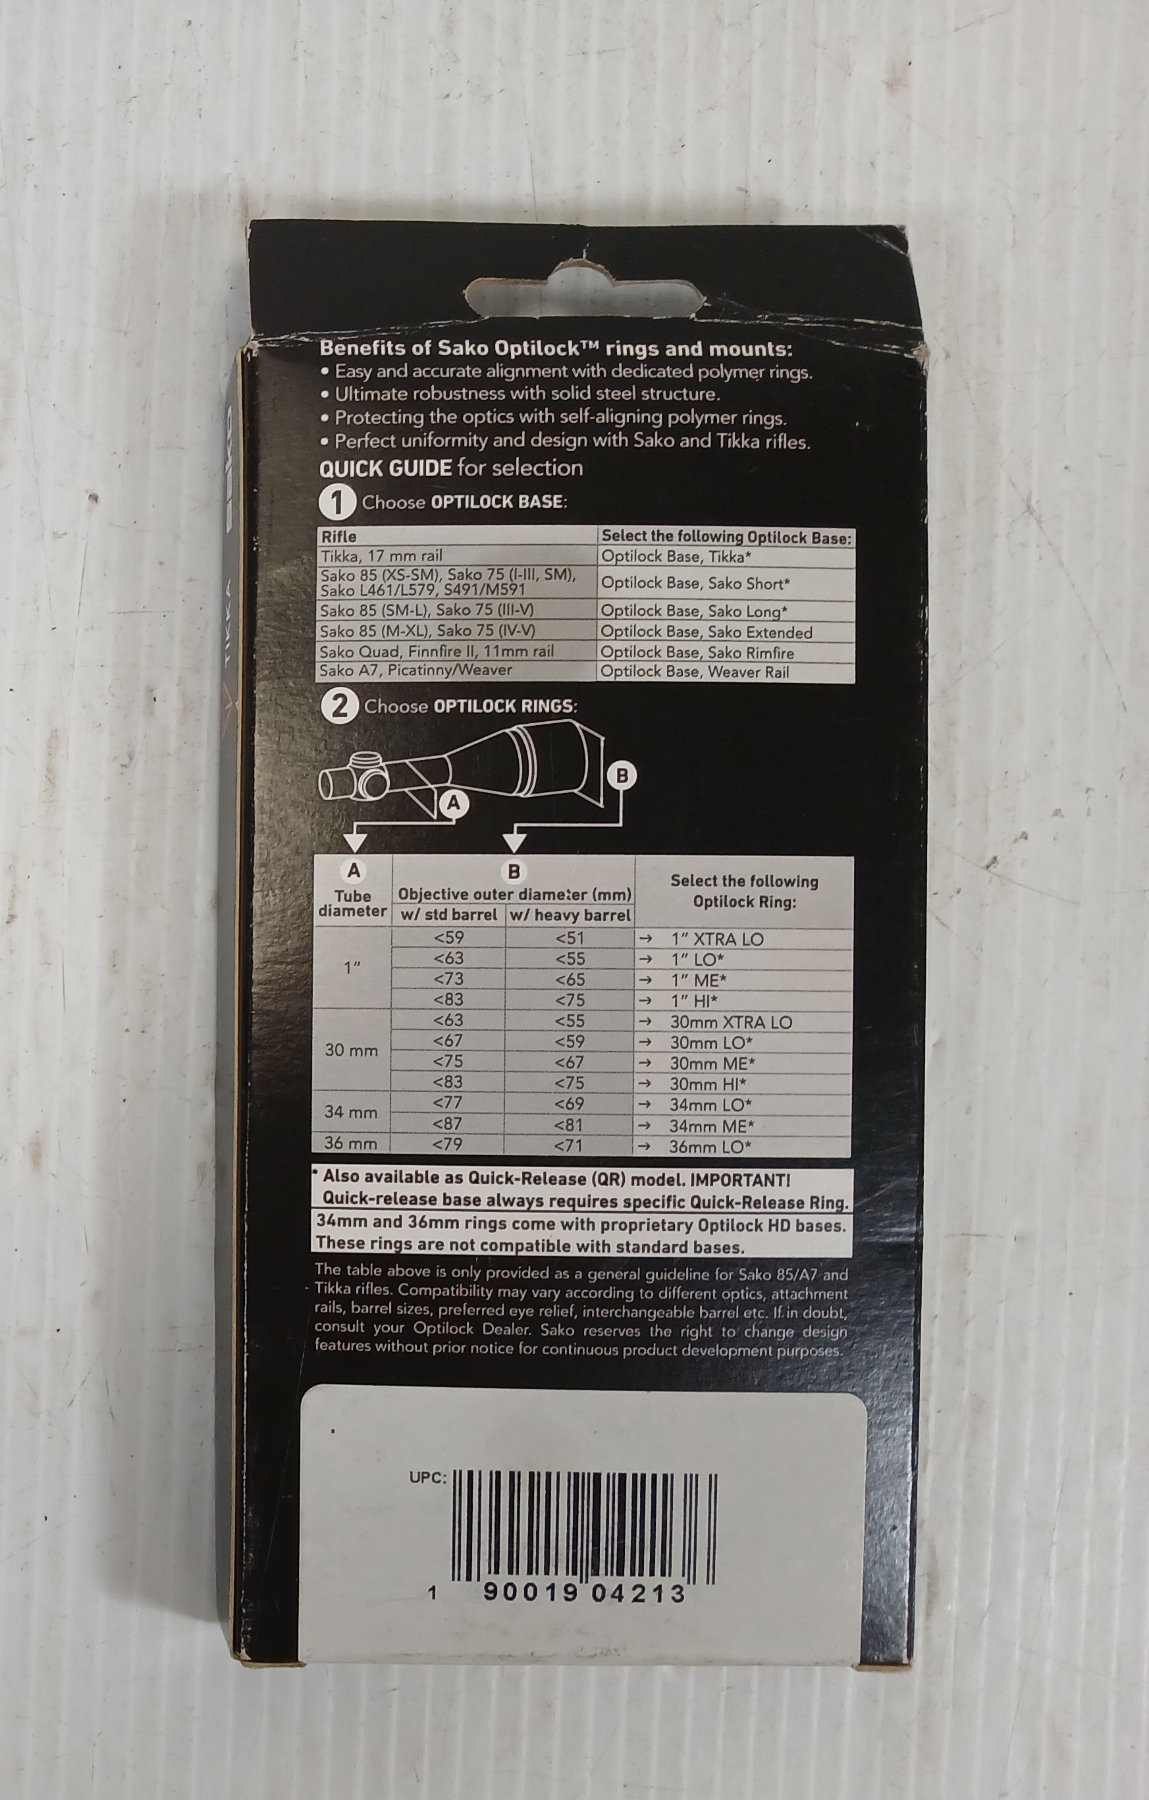 Benefits of Sako Optilock™ rings and mounts:
• Easy and accurate alignment with dedicated polymer rings.
• Ultimate robustness with solid steel structure.
• Protecting the optics with self-aligning polymer rings.
• Perfect uniformity and design with Sako and Tikka rifles.
QUICK GUIDE for selection
1 Choose OPTILOCK BASE:
Rifle Select the following Optilock Base:
Tikka, 17 mm rail Optilock Base, Tikka*
Sako 85 (XS-SM), Sako 75 (I-III, SM),
Sako L461/L579, S491/M591 Optilock Base, Sako Short*
Sako 85 (SM-L), Sako 75 (III-V) Optilock Base, Sako Long*
Sako 85 (M-XL), Sako 75 (IV-V) Optilock Base, Sako Extended
Sako Quad, Finnfire II, 11mm rail Optilock Base, Sako Rimfire
Sako A7, Picatinny/Weaver Optilock Base, Weaver Rail
2 Choose OPTILOCK RINGS:
B
A
A B
Tube diameter Objective outer diameter (mm) Select the following Optilock Ring:
w/ std barrel w/ heavy barrel
1" <59 <51 → 1" XTRA LO
<63 <55 → 1" LO*
<73 <65 → 1" ME*
<83 <75 → 1" HI*
30 mm <63 <55 → 30mm XTRA LO
<67 <59 → 30mm LO*
<75 <67 → 30mm ME*
<83 <75 → 30mm HI*
34 mm <77 <69 → 34mm LO*
<87 <81 → 34mm ME*
36 mm <79 <71 → 36mm LO*
* Also available as Quick-Release (QR) model. IMPORTANT!
Quick-release base always requires specific Quick-Release Ring.
34mm and 36mm rings come with proprietary Optilock HD bases.
These rings are not compatible with standard bases.
The table above is only provided as a general guideline for Sako 85/A7 and
Tikka rifles. Compatibility may vary according to different optics, attachment
rails, barrel sizes, preferred eye relief, interchangeable barrel etc. If in doubt,
consult your Optilock Dealer. Sako reserves the right to change design
features without prior notice for continuous product development purposes.
UPC:
1 90019 04213
TIKKA
SAKO